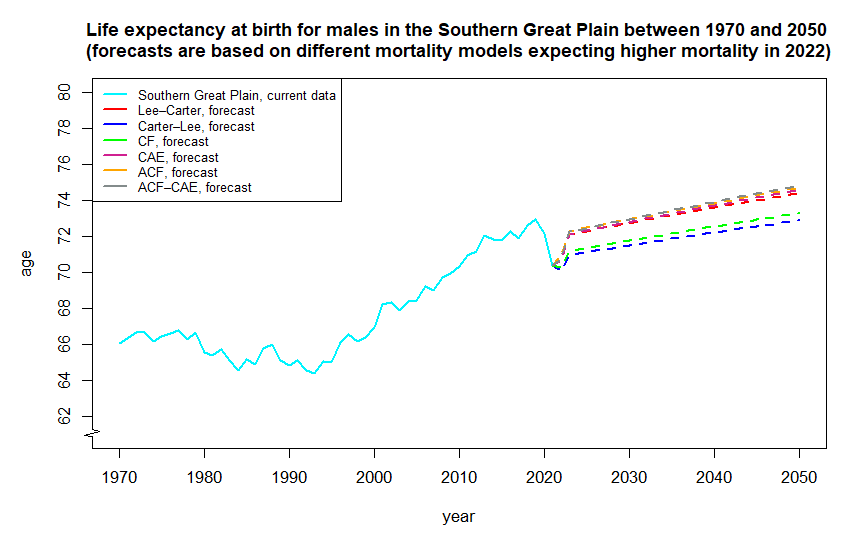 Life expectancy at birth for males in the Southern Great Plain between 1970 and 2050
(forecasts are based on different mortality models expecting higher mortality in 2022)
Southern Great Plain, current data
Lee–Carter, forecast
Carter–Lee, forecast
CF, forecast
CAE, forecast
ACF, forecast
ACF–CAE, forecast
age
80
78
76
74
72
70
68
66
64
62
1970 1980 1990 2000 2010 2020 2030 2040 2050
year